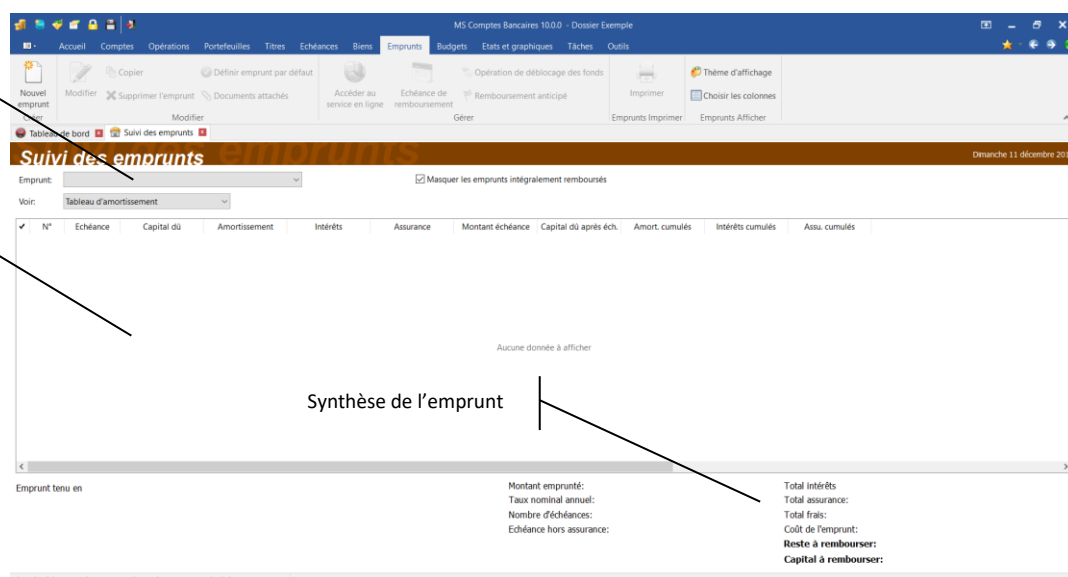 MS Comptes Bancaires 10.0.0 - Dossier Exemple
Accueil Comptes Opérations Portefeuilles Titres Echéances Biens Emprunts Budgets Etats et graphiques Tâches Outils
Nouvel emprunt
Modifier
Copier
Supprimer l'emprunt
Définir emprunt par défaut
Documents attachés
Accéder au service en ligne
Echéance de remboursement
Opération de déblocage des fonds
Remboursement anticipé
Imprimer
Thème d'affichage
Choisir les colonnes
Créer Modifier Gérer Emprunts Imprimer Emprunts Afficher
Tableau de bord Suivi des emprunts
Suivi des emprunts
Dimanche 11 décembre 201
Emprunt:
Masquer les emprunts intégralement remboursés
Voir: Tableau d'amortissement
N° Echéance Capital dû Amortissement Intérêts Assurance Montant échéance Capital dû après éch. Amort. cumulés Intérêts cumulés Assu. cumulés
Aucune donnée à afficher
Synthèse de l'emprunt
Emprunt tenu en
Montant emprunté: Total intérêts
Taux nominal annuel: Total assurance:
Nombre d'échéances: Total frais:
Echéance hors assurance: Coût de l'emprunt:
Reste à rembourser:
Capital à rembourser: